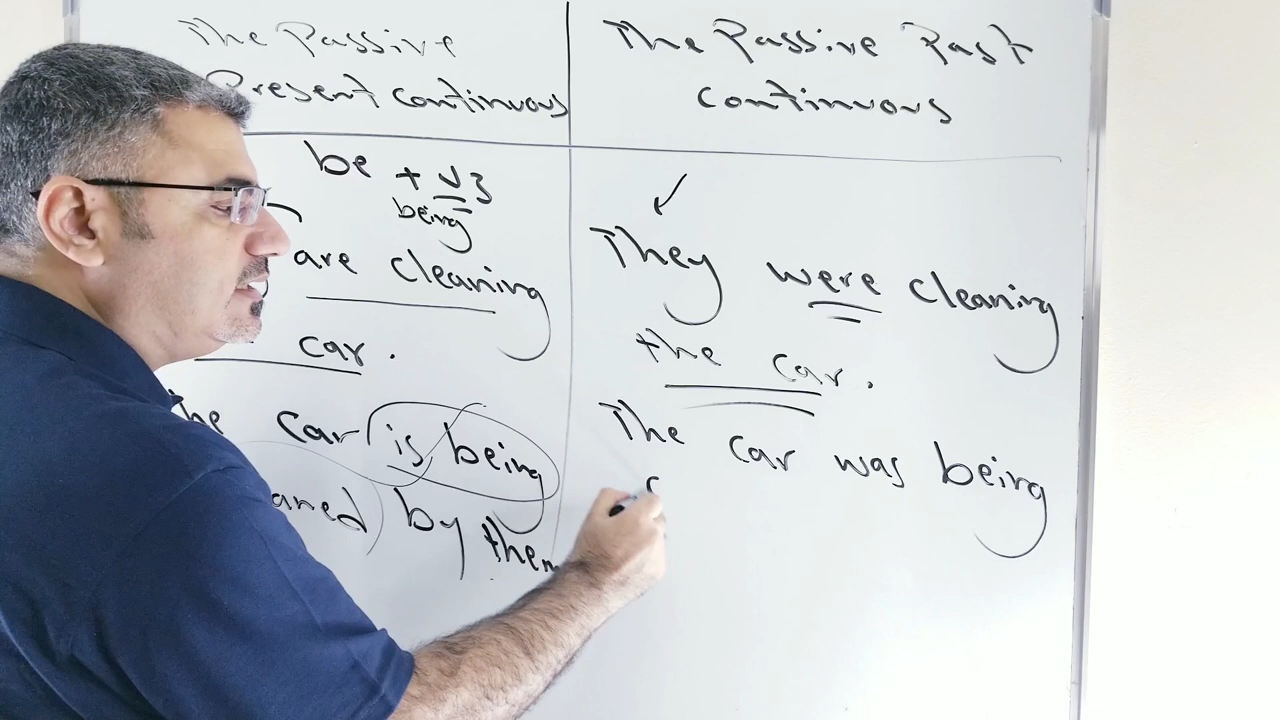 The Passive
Present continuous
be + V3
being
are cleaning
car.
he car is being
aned by them
The Passive Past
continuous
They were cleaning
the car.
The car was being
c